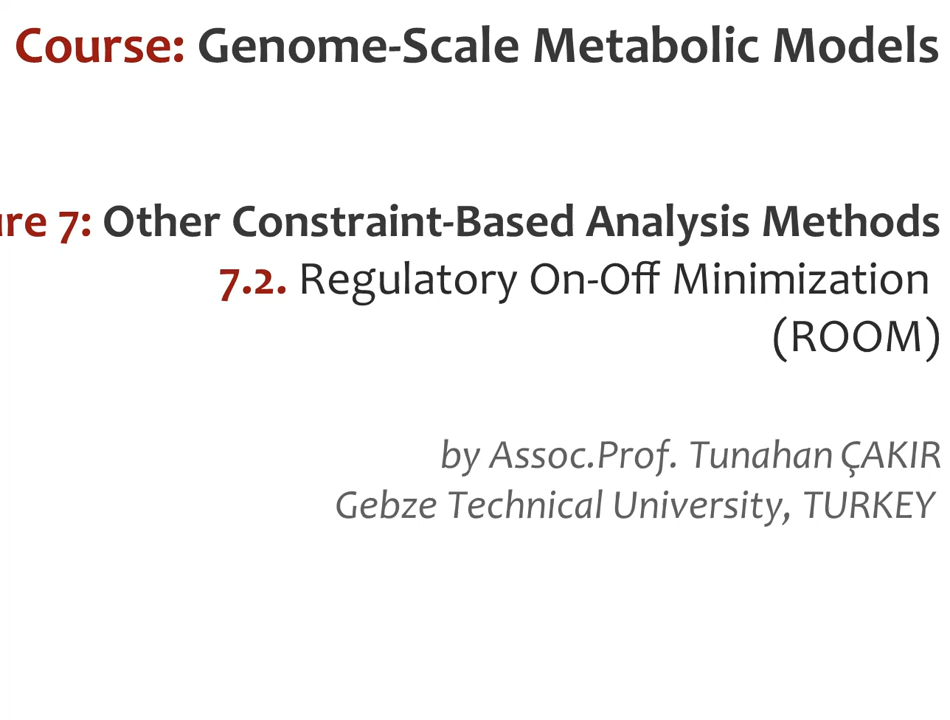 Course: Genome-Scale Metabolic Models
7: Other Constraint-Based Analysis Methods
7.2. Regulatory On-Off Minimization
(ROOM)
by Assoc.Prof. Tunahan ÇAKIR
Gebze Technical University, TURKEY